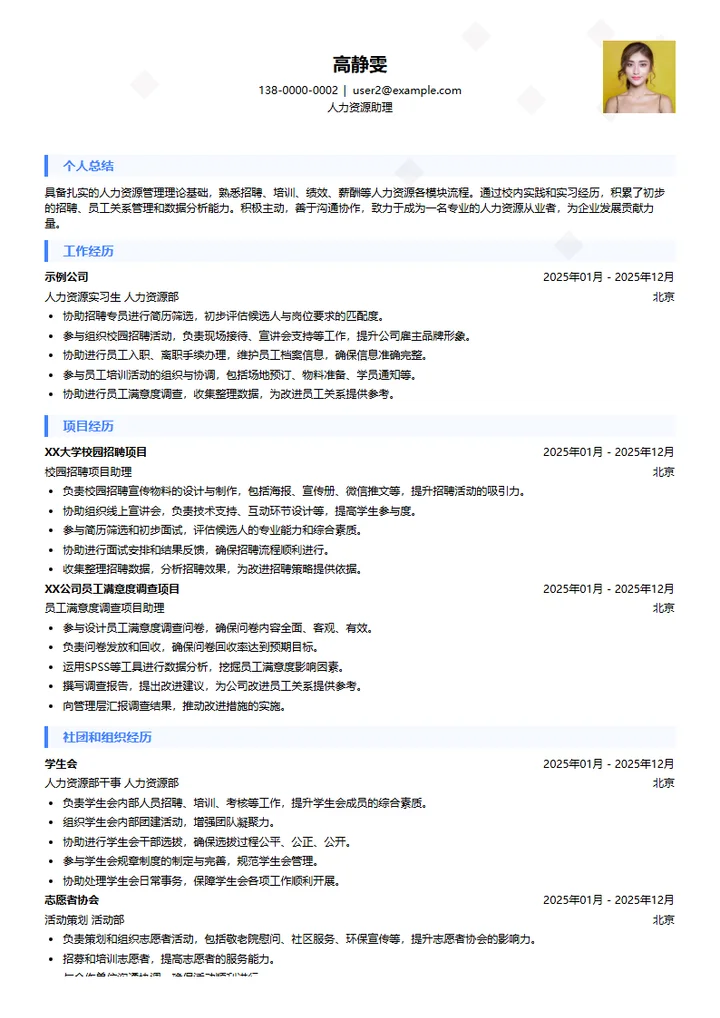 高静雯
138-0000-0002 | user2@example.com
人力资源助理
个人总结
具备扎实的人力资源管理理论基础，熟悉招聘、培训、绩效、薪酬等人力资源各模块流程。通过校内实践和实习经历，积累了初步
的招聘、员工关系管理和数据分析能力。积极主动，善于沟通协作，致力于成为一名专业的人力资源从业者，为企业发展贡献力
量。
工作经历
示例公司 2025年01月 - 2025年12月
人力资源实习生 人力资源部 北京
• 协助招聘专员进行简历筛选，初步评估候选人与岗位要求的匹配度。
• 参与组织校园招聘活动，负责现场接待、宣讲会支持等工作，提升公司雇主品牌形象。
• 协助进行员工入职、离职手续办理，维护员工档案信息，确保信息准确完整。
• 参与员工培训活动的组织与协调，包括场地预订、物料准备、学员通知等。
• 协助进行员工满意度调查，收集整理数据，为改进员工关系提供参考。
项目经历
XX大学校园招聘项目 2025年01月 - 2025年12月
校园招聘项目助理 北京
• 负责校园招聘宣传物料的设计与制作，包括海报、宣传册、微信推文等，提升招聘活动的吸引力。
• 协助组织线上宣讲会，负责技术支持、互动环节设计等，提高学生参与度。
• 参与简历筛选和初步面试，评估候选人的专业能力和综合素质。
• 协助进行面试安排和结果反馈，确保招聘流程顺利进行。
• 收集整理招聘数据，分析招聘效果，为改进招聘策略提供依据。
XX公司员工满意度调查项目 2025年01月 - 2025年12月
员工满意度调查项目助理 北京
• 参与设计员工满意度调查问卷，确保问卷内容全面、客观、有效。
• 负责问卷发放和回收，确保问卷回收率达到预期目标。
• 运用SPSS等工具进行数据分析，挖掘员工满意度影响因素。
• 撰写调查报告，提出改进建议，为公司改进员工关系提供参考。
• 向管理层汇报调查结果，推动改进措施的实施。
社团和组织经历
学生会 2025年01月 - 2025年12月
人力资源部干事 人力资源部 北京
• 负责学生会内部人员招聘、培训、考核等工作，提升学生会成员的综合素质。
• 组织学生会内部团建活动，增强团队凝聚力。
• 协助进行学生会干部选拔，确保选拔过程公平、公正、公开。
• 参与学生会规章制度的制定与完善，规范学生会管理。
• 协助处理学生会日常事务，保障学生会各项工作顺利开展。
志愿者协会 2025年01月 - 2025年12月
活动策划 活动部 北京
• 负责策划和组织志愿者活动，包括敬老院慰问、社区服务、环保宣传等，提升志愿者协会的影响力。
• 招募和培训志愿者，提高志愿者的服务能力。